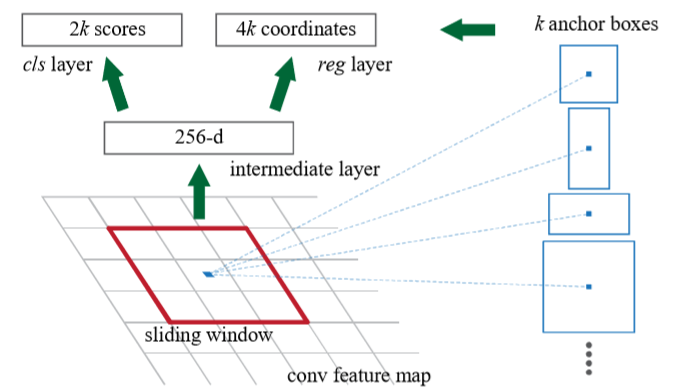 2k scores
4k coordinates
k anchor boxes
cls layer
reg layer
256-d
intermediate layer
sliding window
conv feature map